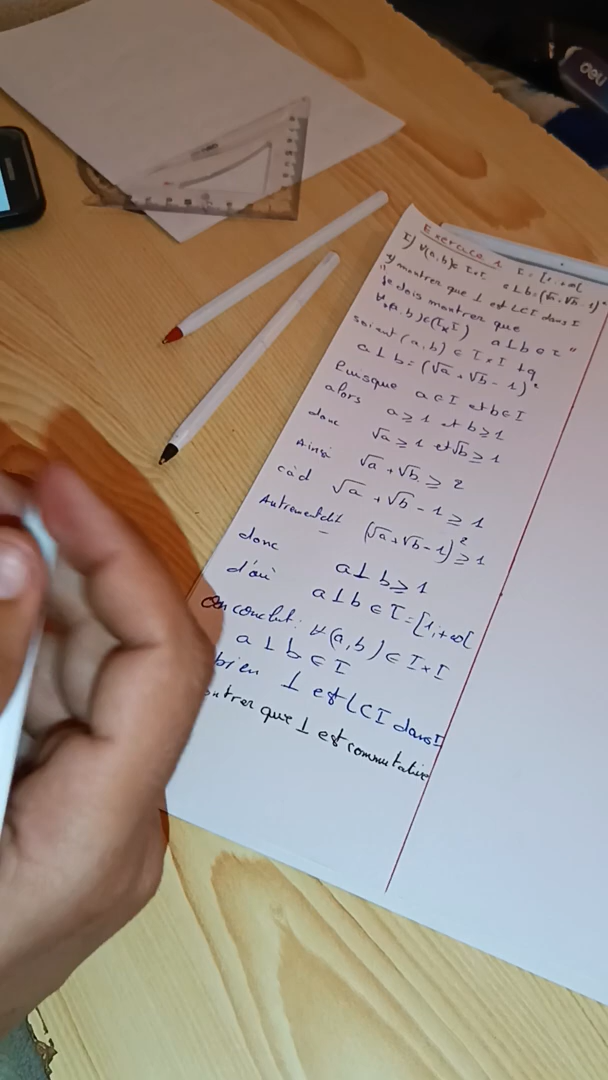 Exercice 1 I = [1, +∞[
I) ∀(a,b)∈ I×I a⊥b=(√a+√b-1)²
1) montrer que ⊥ est LCI dans I
" je dois montrer que
∀(a,b)∈(I×I) a⊥b ∈ I "
soient (a,b) ∈ I×I tq
a⊥b = (√a + √b - 1)²
Puisque a∈I et b∈I
alors a≥1 et b≥1
donc √a ≥ 1 et √b ≥ 1
Ainsi √a + √b ≥ 2
càd √a + √b - 1 ≥ 1
Autrement dit (√a+√b-1)² ≥ 1
donc a⊥b ≥ 1
d'où a⊥b ∈ I = [1,+∞[
On conclut : ∀(a,b) ∈ I×I
a⊥b ∈ I
bien ⊥ est LCI dans I
ntrer que ⊥ est commutative
neo